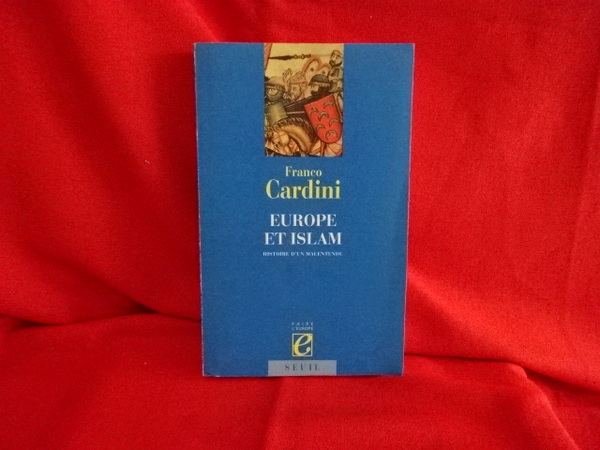 Franco
Cardini
EUROPE
ET ISLAM
HISTOIRE D'UN MALENTENDU
FAIRE
L'EUROPE
e
SEUIL